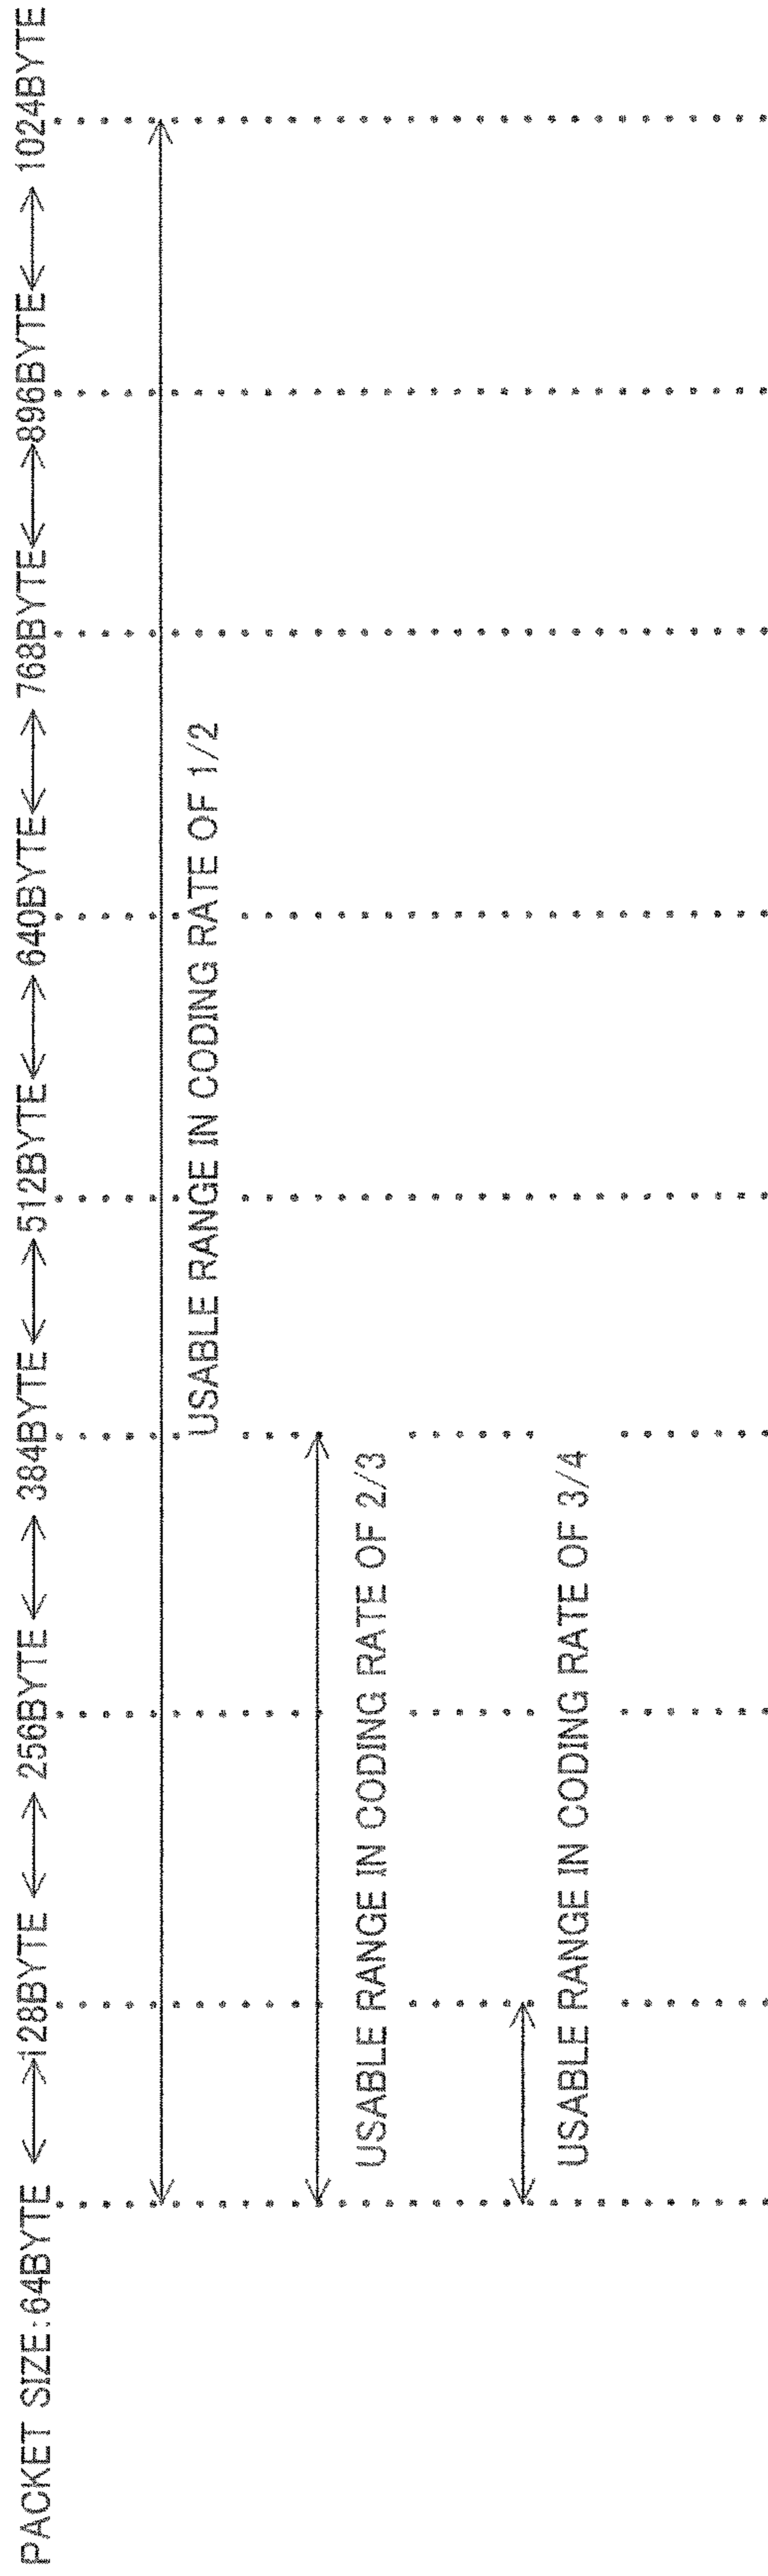 PACKET SIZE:64BYTE ⟷ 128BYTE ⟷ 256BYTE ⟷ 384BYTE ⟷ 512BYTE ⟷ 640BYTE ⟷ 768BYTE ⟷ 896BYTE ⟷ 1024BYTE
USABLE RANGE IN CODING RATE OF 1/2
USABLE RANGE IN CODING RATE OF 2/3
USABLE RANGE IN CODING RATE OF 3/4